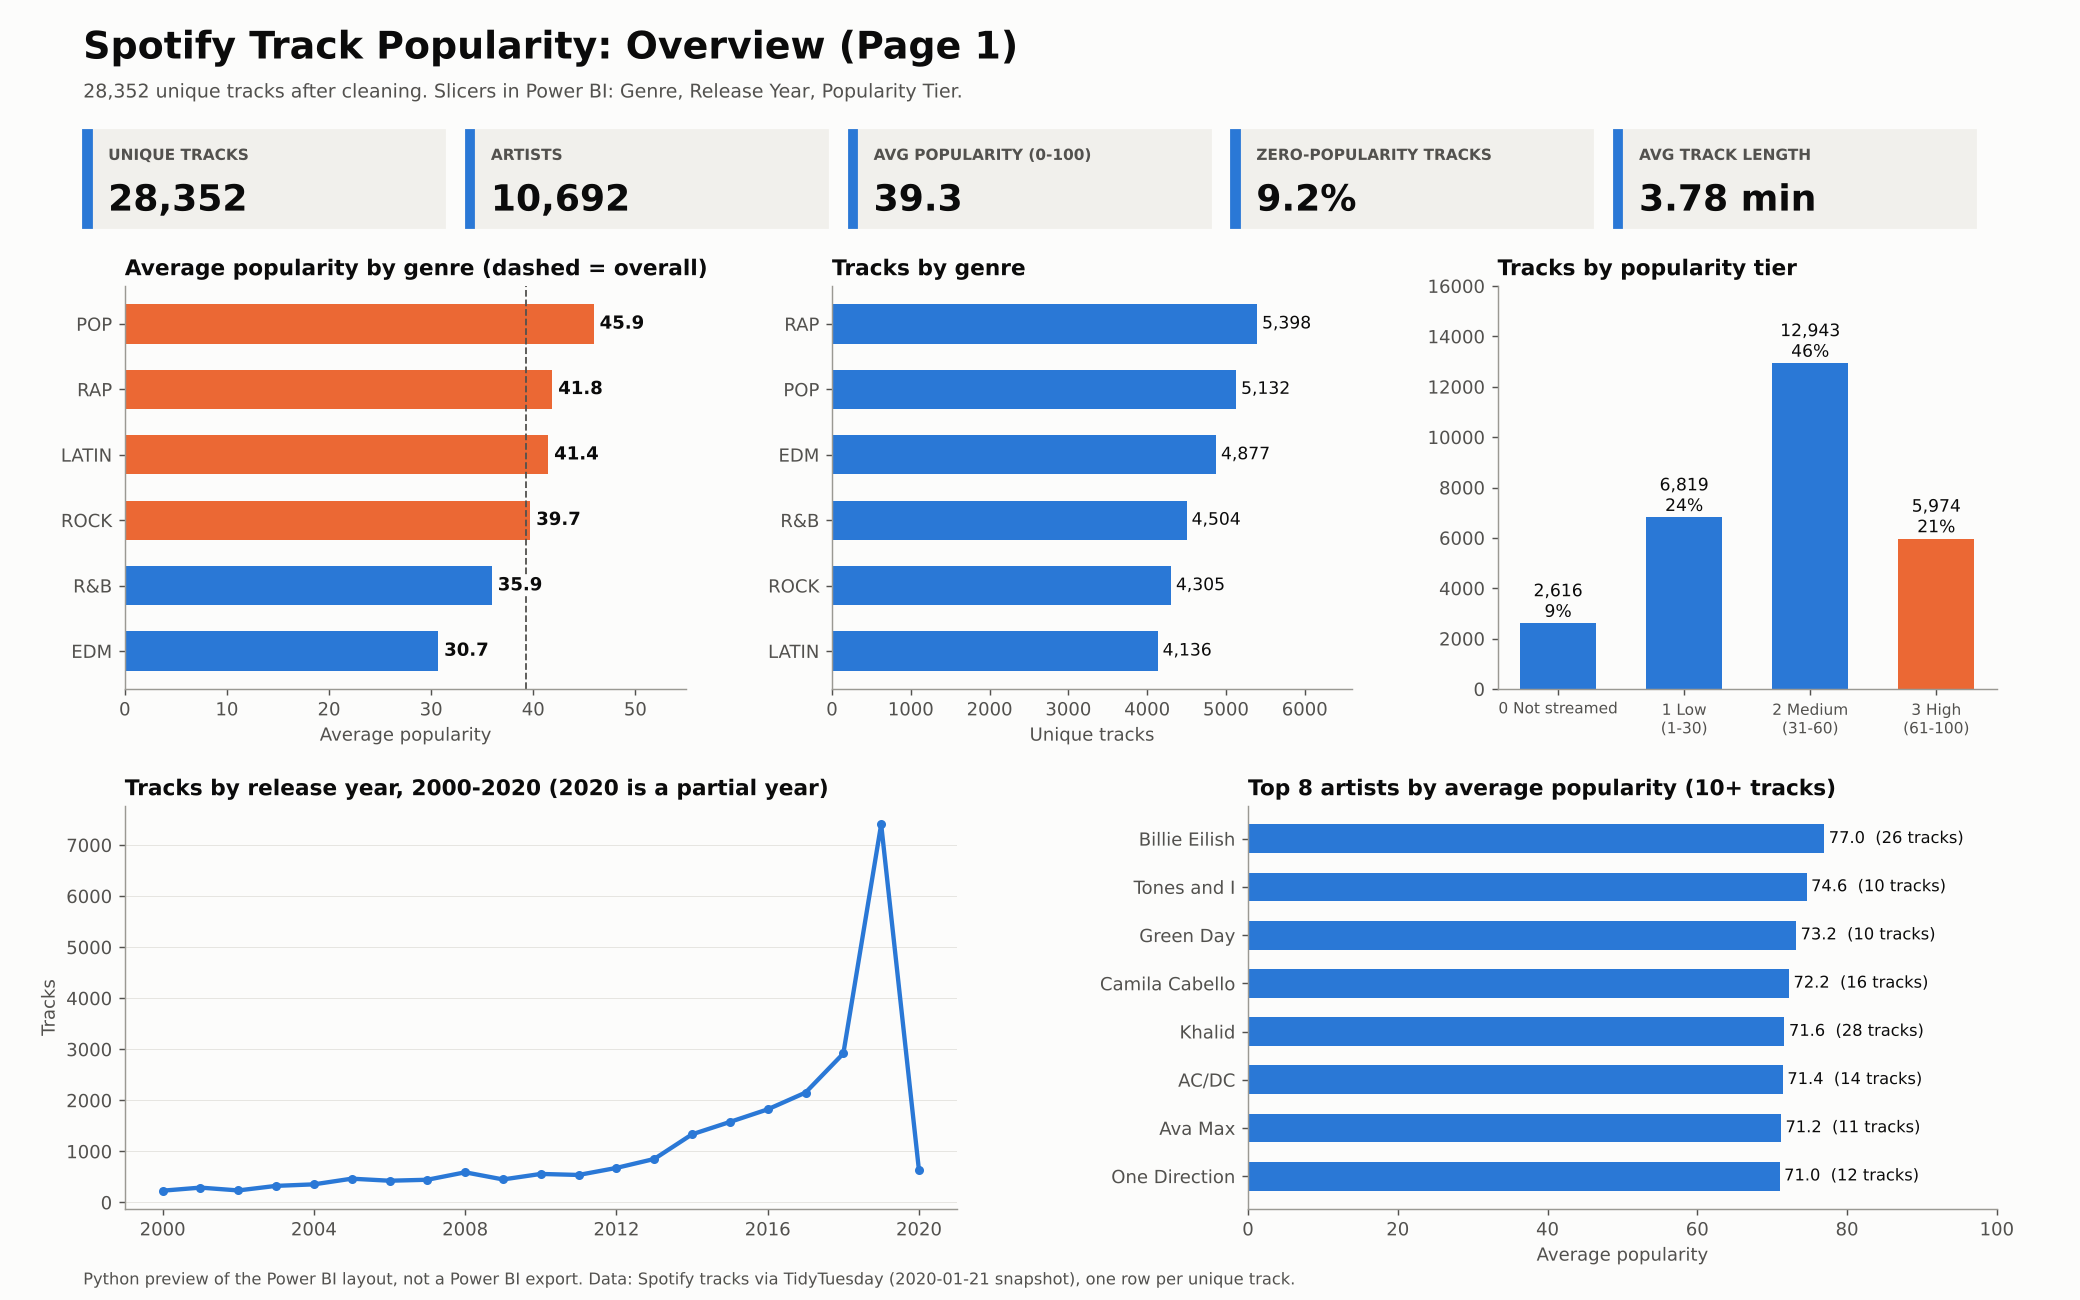 Spotify Track Popularity: Overview (Page 1)
28,352 unique tracks after cleaning. Slicers in Power BI: Genre, Release Year, Popularity Tier.
UNIQUE TRACKS
28,352
ARTISTS
10,692
AVG POPULARITY (0-100)
39.3
ZERO-POPULARITY TRACKS
9.2%
AVG TRACK LENGTH
3.78 min
Average popularity by genre (dashed = overall)
POP 45.9
RAP 41.8
LATIN 41.4
ROCK 39.7
R&B 35.9
EDM 30.7
0 10 20 30 40 50
Average popularity
Tracks by genre
RAP 5,398
POP 5,132
EDM 4,877
R&B 4,504
ROCK 4,305
LATIN 4,136
0 1000 2000 3000 4000 5000 6000
Unique tracks
Tracks by popularity tier
16000
14000
12000
10000
8000
6000
4000
2000
0
2,616
9%
6,819
24%
12,943
46%
5,974
21%
0 Not streamed
1 Low
(1-30)
2 Medium
(31-60)
3 High
(61-100)
Tracks by release year, 2000-2020 (2020 is a partial year)
Tracks
7000
6000
5000
4000
3000
2000
1000
0
2000 2004 2008 2012 2016 2020
Top 8 artists by average popularity (10+ tracks)
Billie Eilish 77.0 (26 tracks)
Tones and I 74.6 (10 tracks)
Green Day 73.2 (10 tracks)
Camila Cabello 72.2 (16 tracks)
Khalid 71.6 (28 tracks)
AC/DC 71.4 (14 tracks)
Ava Max 71.2 (11 tracks)
One Direction 71.0 (12 tracks)
0 20 40 60 80 100
Average popularity
Python preview of the Power BI layout, not a Power BI export. Data: Spotify tracks via TidyTuesday (2020-01-21 snapshot), one row per unique track.